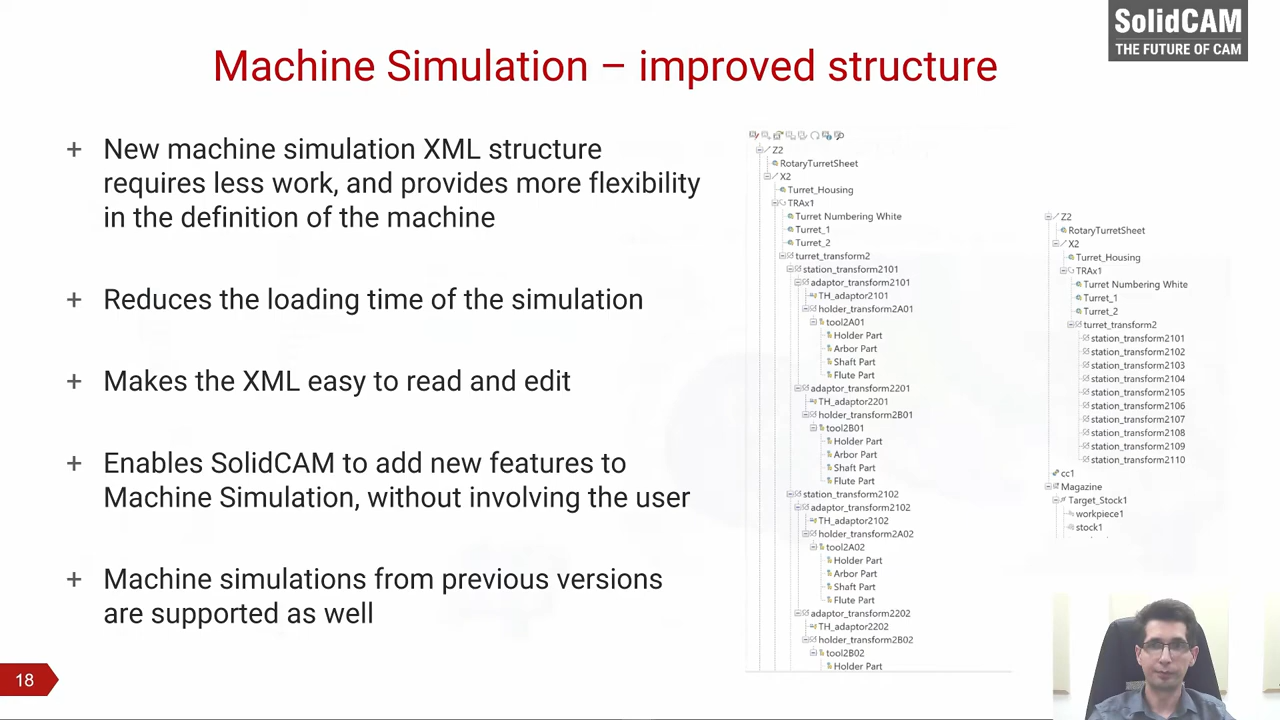 SolidCAM
THE FUTURE OF CAM
Machine Simulation – improved structure
+ New machine simulation XML structure
requires less work, and provides more flexibility
in the definition of the machine
+ Reduces the loading time of the simulation
+ Makes the XML easy to read and edit
+ Enables SolidCAM to add new features to
Machine Simulation, without involving the user
+ Machine simulations from previous versions
are supported as well
Z2
RotaryTurretSheet
X2
Turret_Housing
TRAx1
Turret Numbering White
Turret_1
Turret_2
turret_transform2
station_transform2101
adaptor_transform2101
TH_adaptor2101
holder_transform2A01
tool2A01
Holder Part
Arbor Part
Shaft Part
Flute Part
adaptor_transform2201
TH_adaptor2201
holder_transform2B01
tool2B01
Holder Part
Arbor Part
Shaft Part
Flute Part
station_transform2102
adaptor_transform2102
TH_adaptor2102
holder_transform2A02
tool2A02
Holder Part
Arbor Part
Shaft Part
Flute Part
adaptor_transform2202
TH_adaptor2202
holder_transform2B02
tool2B02
Holder Part
Z2
RotaryTurretSheet
X2
Turret_Housing
TRAx1
Turret Numbering White
Turret_1
Turret_2
turret_transform2
station_transform2101
station_transform2102
station_transform2103
station_transform2104
station_transform2105
station_transform2106
station_transform2107
station_transform2108
station_transform2109
station_transform2110
cc1
Magazine
Target_Stock1
workpiece1
stock1
18